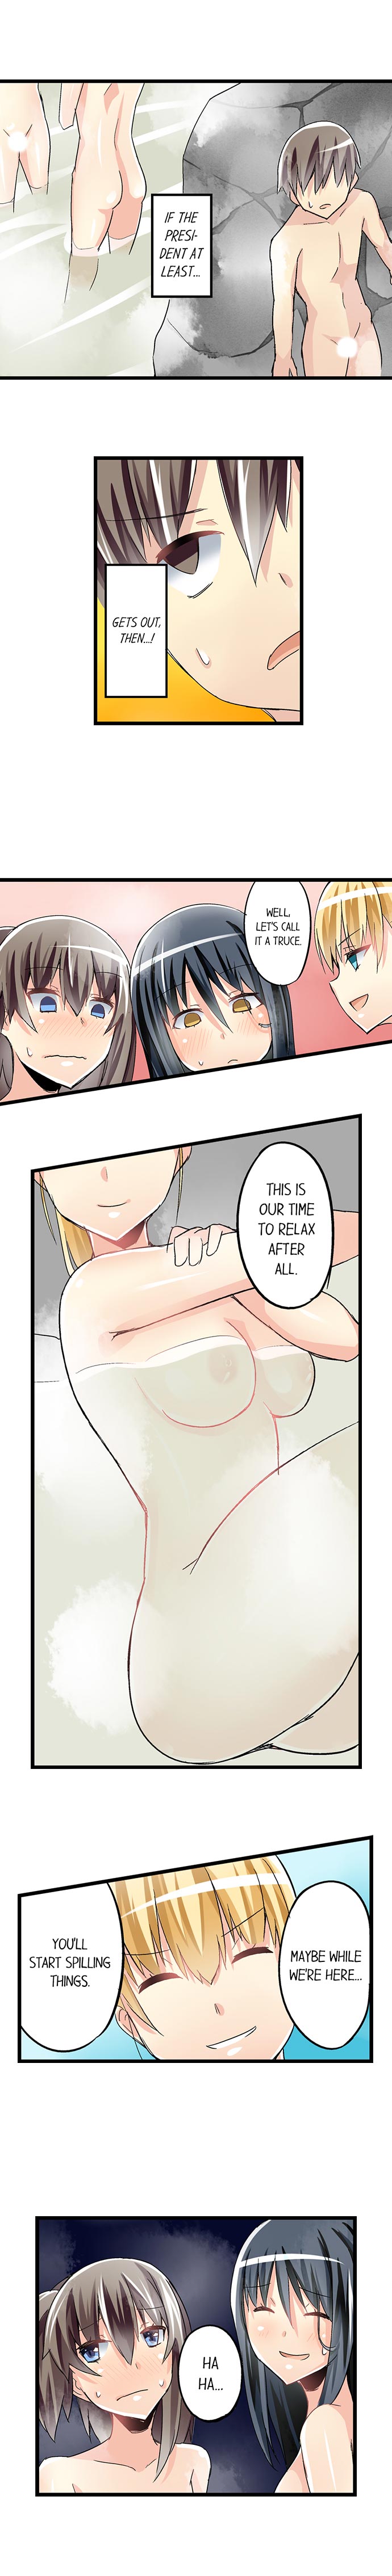 IF THE
PRESI-
DENT AT
LEAST...
GETS OUT,
THEN...!
WELL,
LET'S CALL
IT A TRUCE.
THIS IS
OUR TIME
TO RELAX
AFTER
ALL.
MAYBE WHILE
WE'RE HERE...
YOU'LL
START SPILLING
THINGS.
HA
HA...